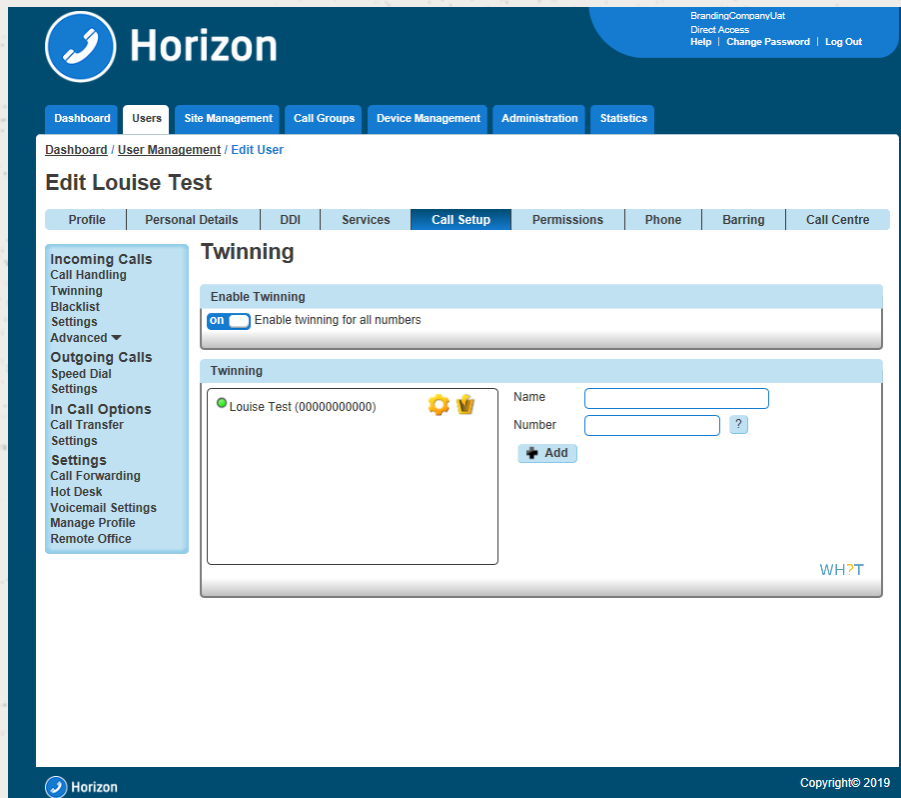 BrandingCompanyUat
Direct Access
Help | Change Password | Log Out
Horizon
Dashboard Users Site Management Call Groups Device Management Administration Statistics
Dashboard / User Management / Edit User
Edit Louise Test
Profile Personal Details DDI Services Call Setup Permissions Phone Barring Call Centre
Incoming Calls
Call Handling
Twinning
Blacklist
Settings
Advanced
Outgoing Calls
Speed Dial
Settings
In Call Options
Call Transfer
Settings
Settings
Call Forwarding
Hot Desk
Voicemail Settings
Manage Profile
Remote Office
Twinning
Enable Twinning
on Enable twinning for all numbers
Twinning
Louise Test (00000000000)
Name
Number ?
Add
WH?T
Horizon Copyright© 2019